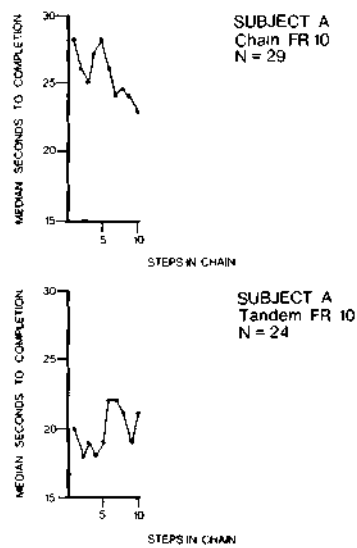 SUBJECT A
Chain FR 10
N = 29
MEDIAN SECONDS TO COMPLETION
30
25
20
15
5
10
STEPS IN CHAIN
SUBJECT A
Tandem FR 10
N = 24
MEDIAN SECONDS TO COMPLETION
30
25
20
15
5
10
STEPS IN CHAIN